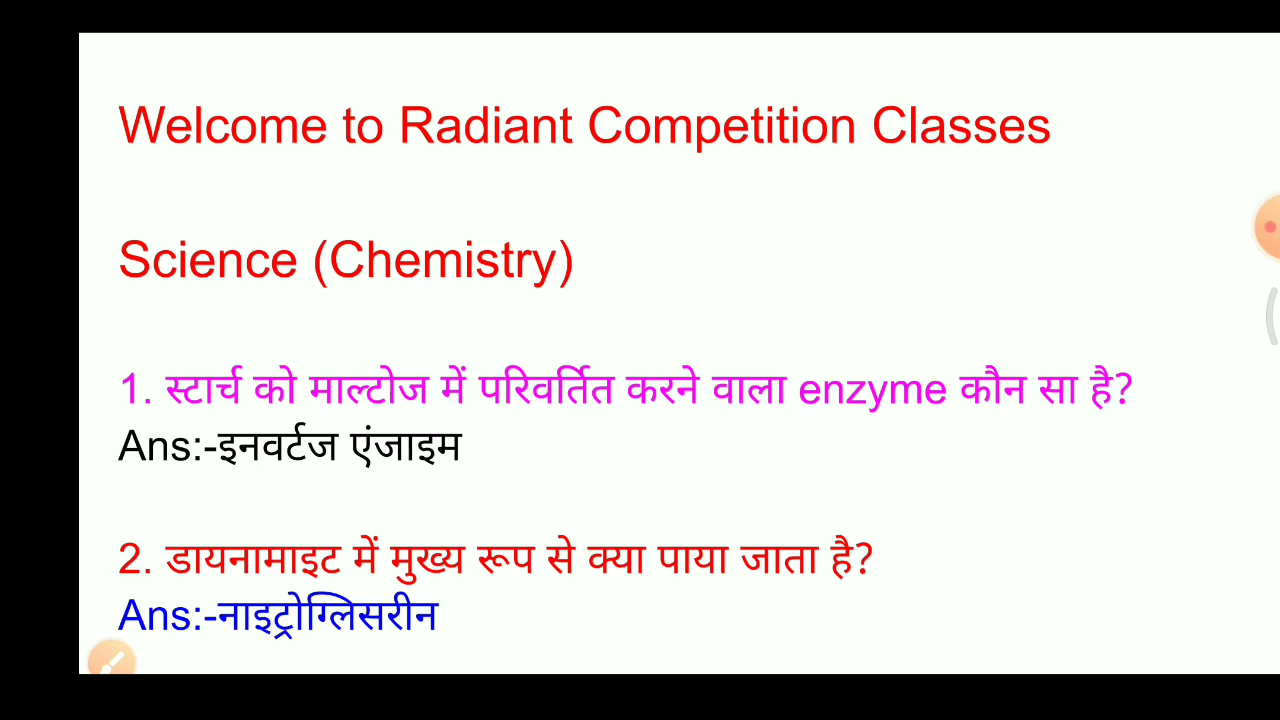 Welcome to Radiant Competition Classes
Science (Chemistry)
1. स्टार्च को माल्टोज में परिवर्तित करने वाला enzyme कौन सा है?
Ans:-इनवर्टज एंजाइम
2. डायनामाइट में मुख्य रूप से क्या पाया जाता है?
Ans:-नाइट्रोग्लिसरीन